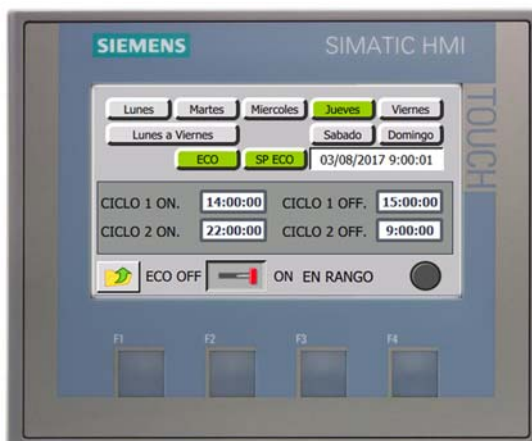 SIEMENS SIMATIC HMI
TOUCH
Lunes Martes Miercoles Jueves Viernes
Lunes a Viernes Sabado Domingo
ECO SP ECO 03/08/2017 9:00:01
CICLO 1 ON. 14:00:00 CICLO 1 OFF. 15:00:00
CICLO 2 ON. 22:00:00 CICLO 2 OFF. 9:00:00
ECO OFF ON EN RANGO
F1 F2 F3 F4